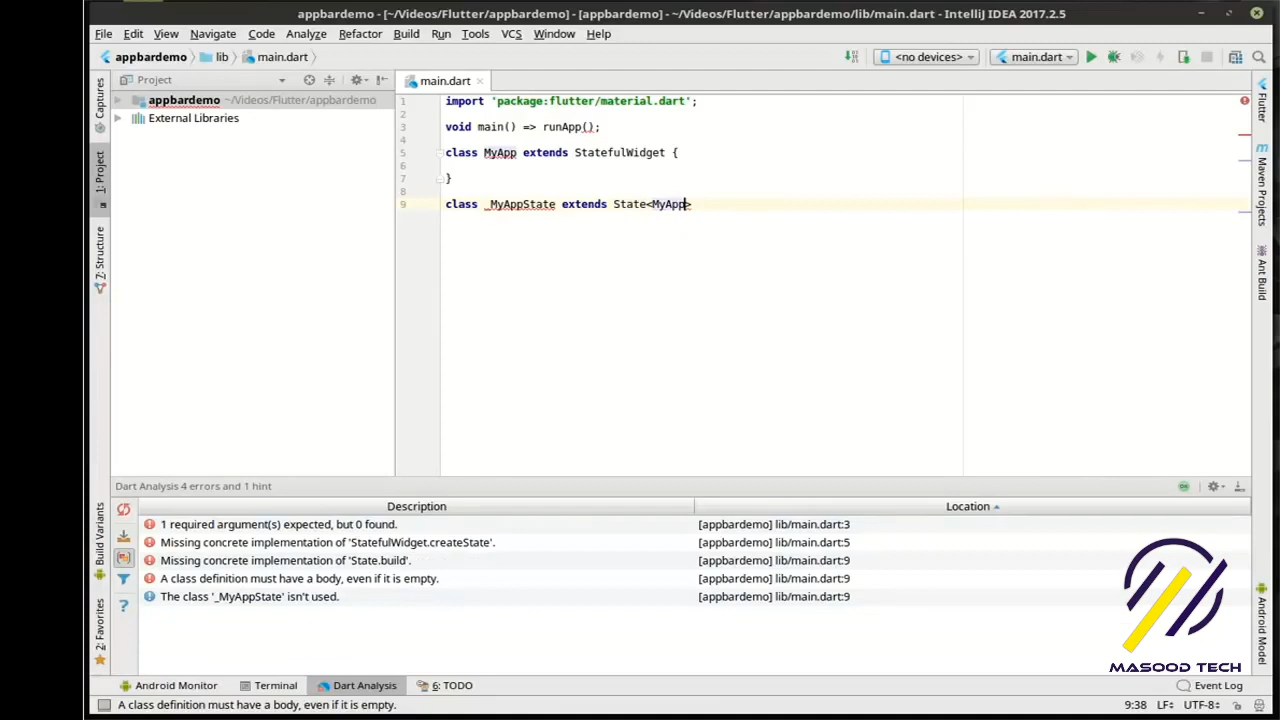 appbardemo - [~/Videos/Flutter/appbardemo] - [appbardemo] - ~/Videos/Flutter/appbardemo/lib/main.dart - IntelliJ IDEA 2017.2.5
File Edit View Navigate Code Analyze Refactor Build Run Tools VCS Window Help
appbardemo lib main.dart <no devices> main.dart
Captures
1: Project
7: Structure
Build Variants
2: Favorites
Project
appbardemo ~/Videos/Flutter/appbardemo
External Libraries
main.dart
1 import 'package:flutter/material.dart';
2
3 void main() => runApp();
4
5 class MyApp extends StatefulWidget {
6
7 }
8
9 class _MyAppState extends State<MyApp>
Flutter
Maven Projects
Ant Build
Android Model
Dart Analysis 4 errors and 1 hint
Description Location
1 required argument(s) expected, but 0 found. [appbardemo] lib/main.dart:3
Missing concrete implementation of 'StatefulWidget.createState'. [appbardemo] lib/main.dart:5
Missing concrete implementation of 'State.build'. [appbardemo] lib/main.dart:9
A class definition must have a body, even if it is empty. [appbardemo] lib/main.dart:9
The class '_MyAppState' isn't used. [appbardemo] lib/main.dart:9
MASOOD TECH
Android Monitor Terminal Dart Analysis 6: TODO Event Log
A class definition must have a body, even if it is empty. 9:38 LF UTF-8